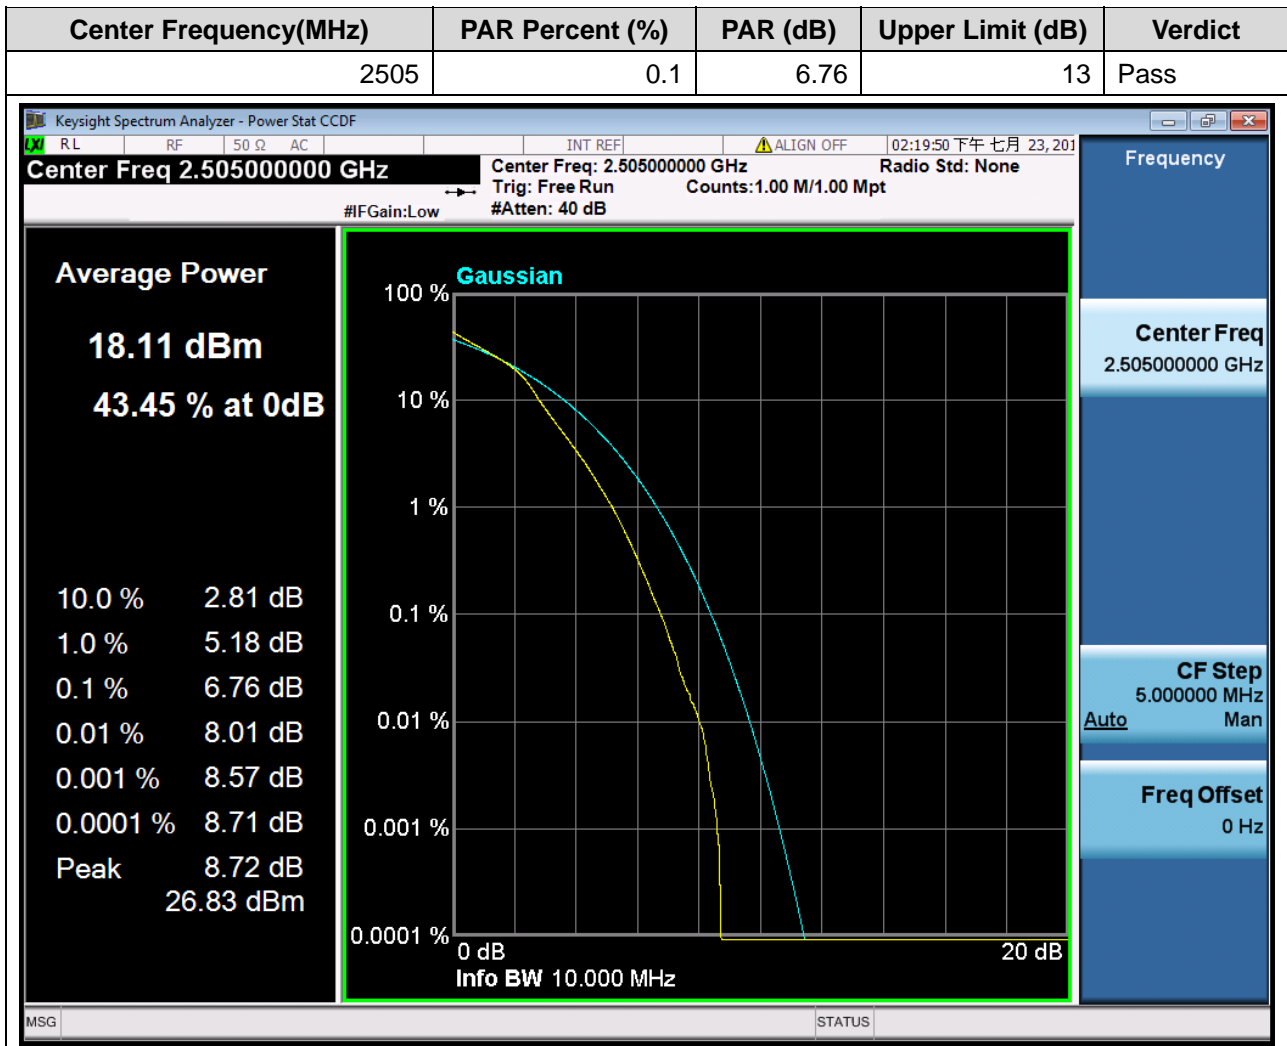 Center Frequency(MHz) PAR Percent (%) PAR (dB) Upper Limit (dB) Verdict
2505 0.1 6.76 13 Pass
Keysight Spectrum Analyzer - Power Stat CCDF
LXI RL RF 50 Ω AC INT REF ALIGN OFF 02:19:50 下午 七月 23, 201
Center Freq 2.505000000 GHz
Center Freq: 2.505000000 GHz Radio Std: None
Trig: Free Run Counts:1.00 M/1.00 Mpt
#IFGain:Low #Atten: 40 dB
Frequency
Average Power
18.11 dBm
43.45 % at 0dB
10.0 % 2.81 dB
1.0 % 5.18 dB
0.1 % 6.76 dB
0.01 % 8.01 dB
0.001 % 8.57 dB
0.0001 % 8.71 dB
Peak 8.72 dB
26.83 dBm
Gaussian
100 %
10 %
1 %
0.1 %
0.01 %
0.001 %
0.0001 %
0 dB 20 dB
Info BW 10.000 MHz
Center Freq
2.505000000 GHz
CF Step
5.000000 MHz
Auto Man
Freq Offset
0 Hz
MSG STATUS